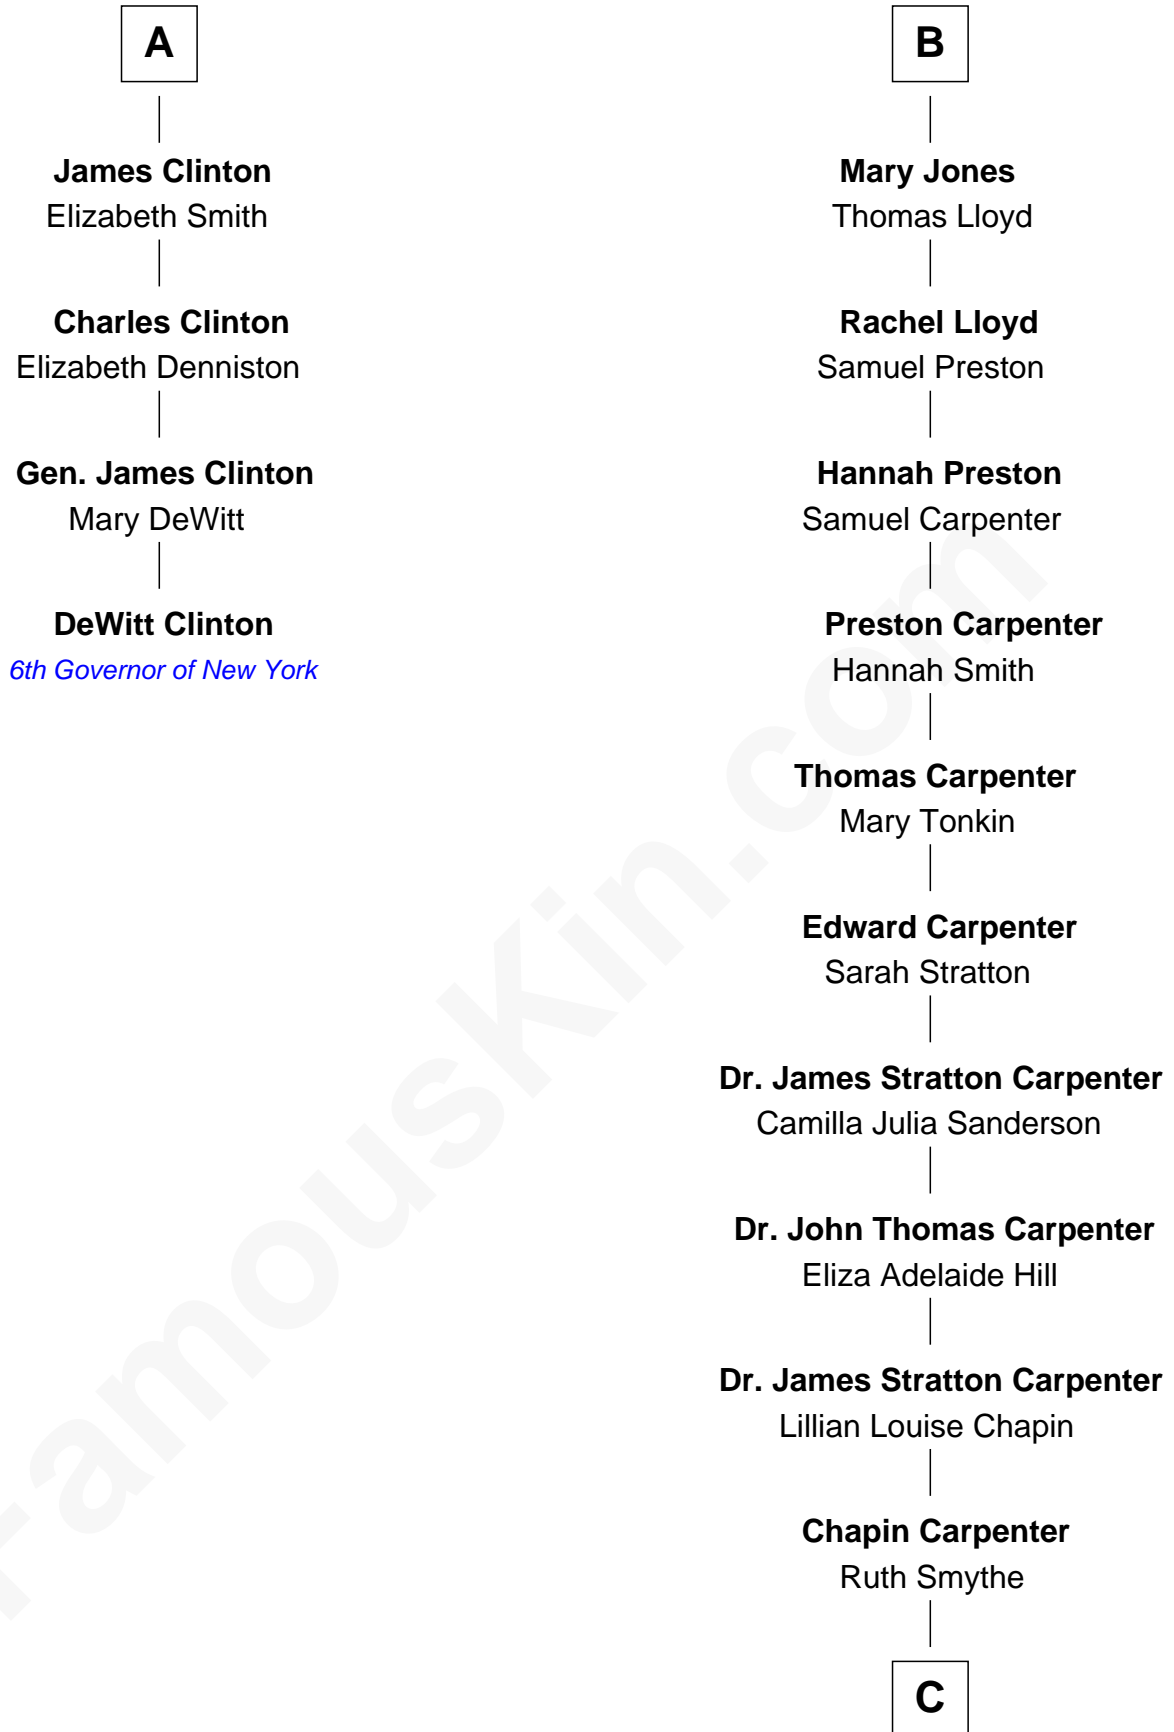 A
James Clinton
Elizabeth Smith
Charles Clinton
Elizabeth Denniston
Gen. James Clinton
Mary DeWitt
DeWitt Clinton
6th Governor of New York
B
Mary Jones
Thomas Lloyd
Rachel Lloyd
Samuel Preston
Hannah Preston
Samuel Carpenter
Preston Carpenter
Hannah Smith
Thomas Carpenter
Mary Tonkin
Edward Carpenter
Sarah Stratton
Dr. James Stratton Carpenter
Camilla Julia Sanderson
Dr. John Thomas Carpenter
Eliza Adelaide Hill
Dr. James Stratton Carpenter
Lillian Louise Chapin
Chapin Carpenter
Ruth Smythe
C
FamousKin.com